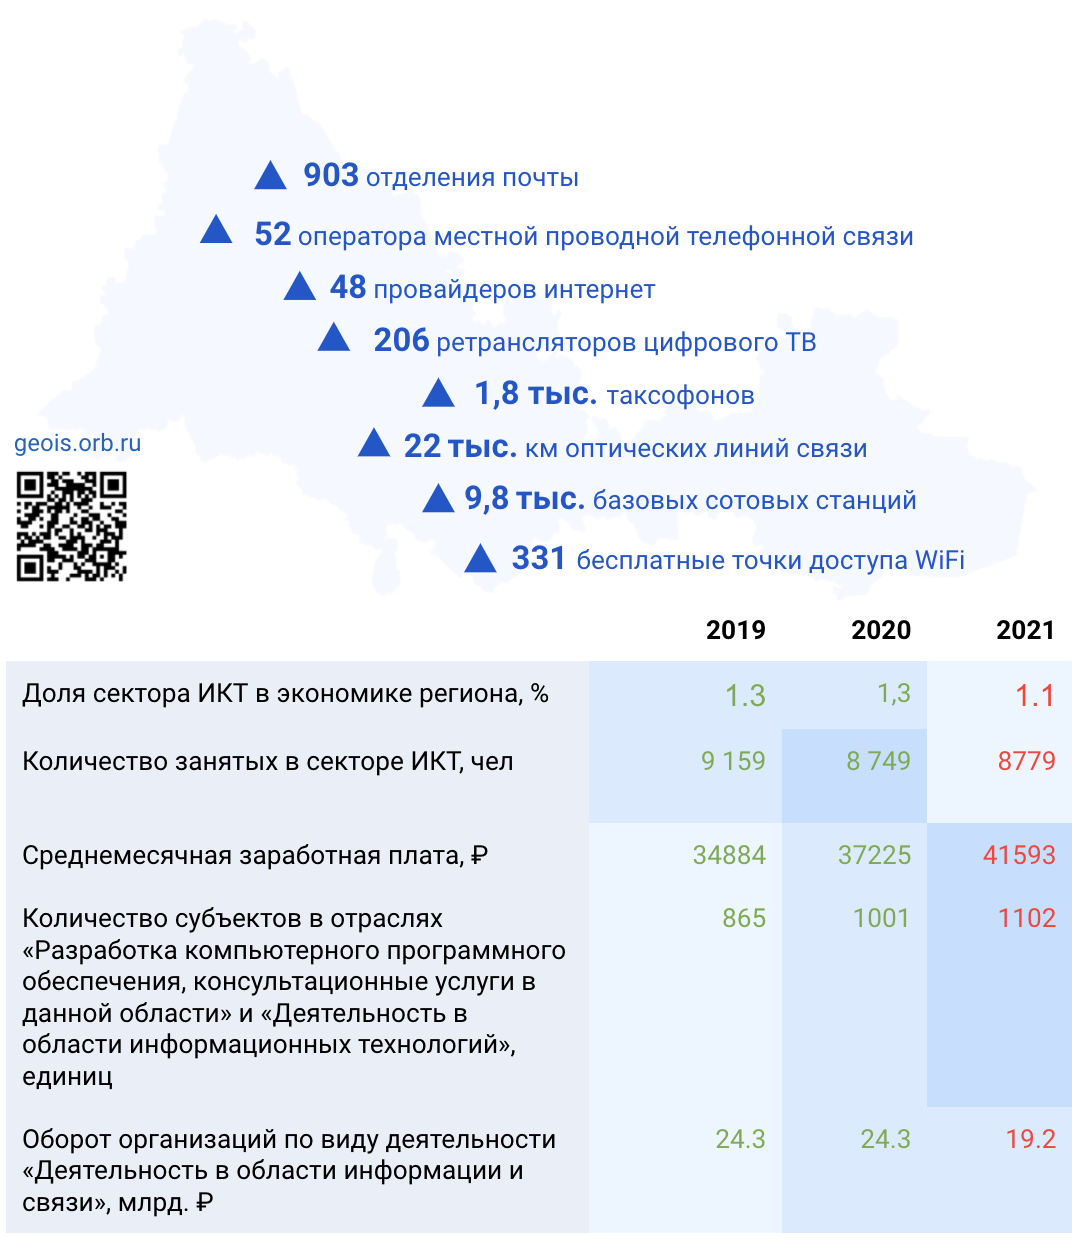 903 отделения почты
52 оператора местной проводной телефонной связи
48 провайдеров интернет
206 ретрансляторов цифрового ТВ
1,8 тыс. таксофонов
geois.orb.ru
22 тыс. км оптических линий связи
9,8 тыс. базовых сотовых станций
331 бесплатные точки доступа WiFi
2019 2020 2021
Доля сектора ИКТ в экономике региона, % 1.3 1,3 1.1
Количество занятых в секторе ИКТ, чел 9 159 8 749 8779
Среднемесячная заработная плата, ₽ 34884 37225 41593
Количество субъектов в отраслях 865 1001 1102
«Разработка компьютерного программного
обеспечения, консультационные услуги в
данной области» и «Деятельность в
области информационных технологий»,
единиц
Оборот организаций по виду деятельности 24.3 24.3 19.2
«Деятельность в области информации и
связи», млрд. ₽